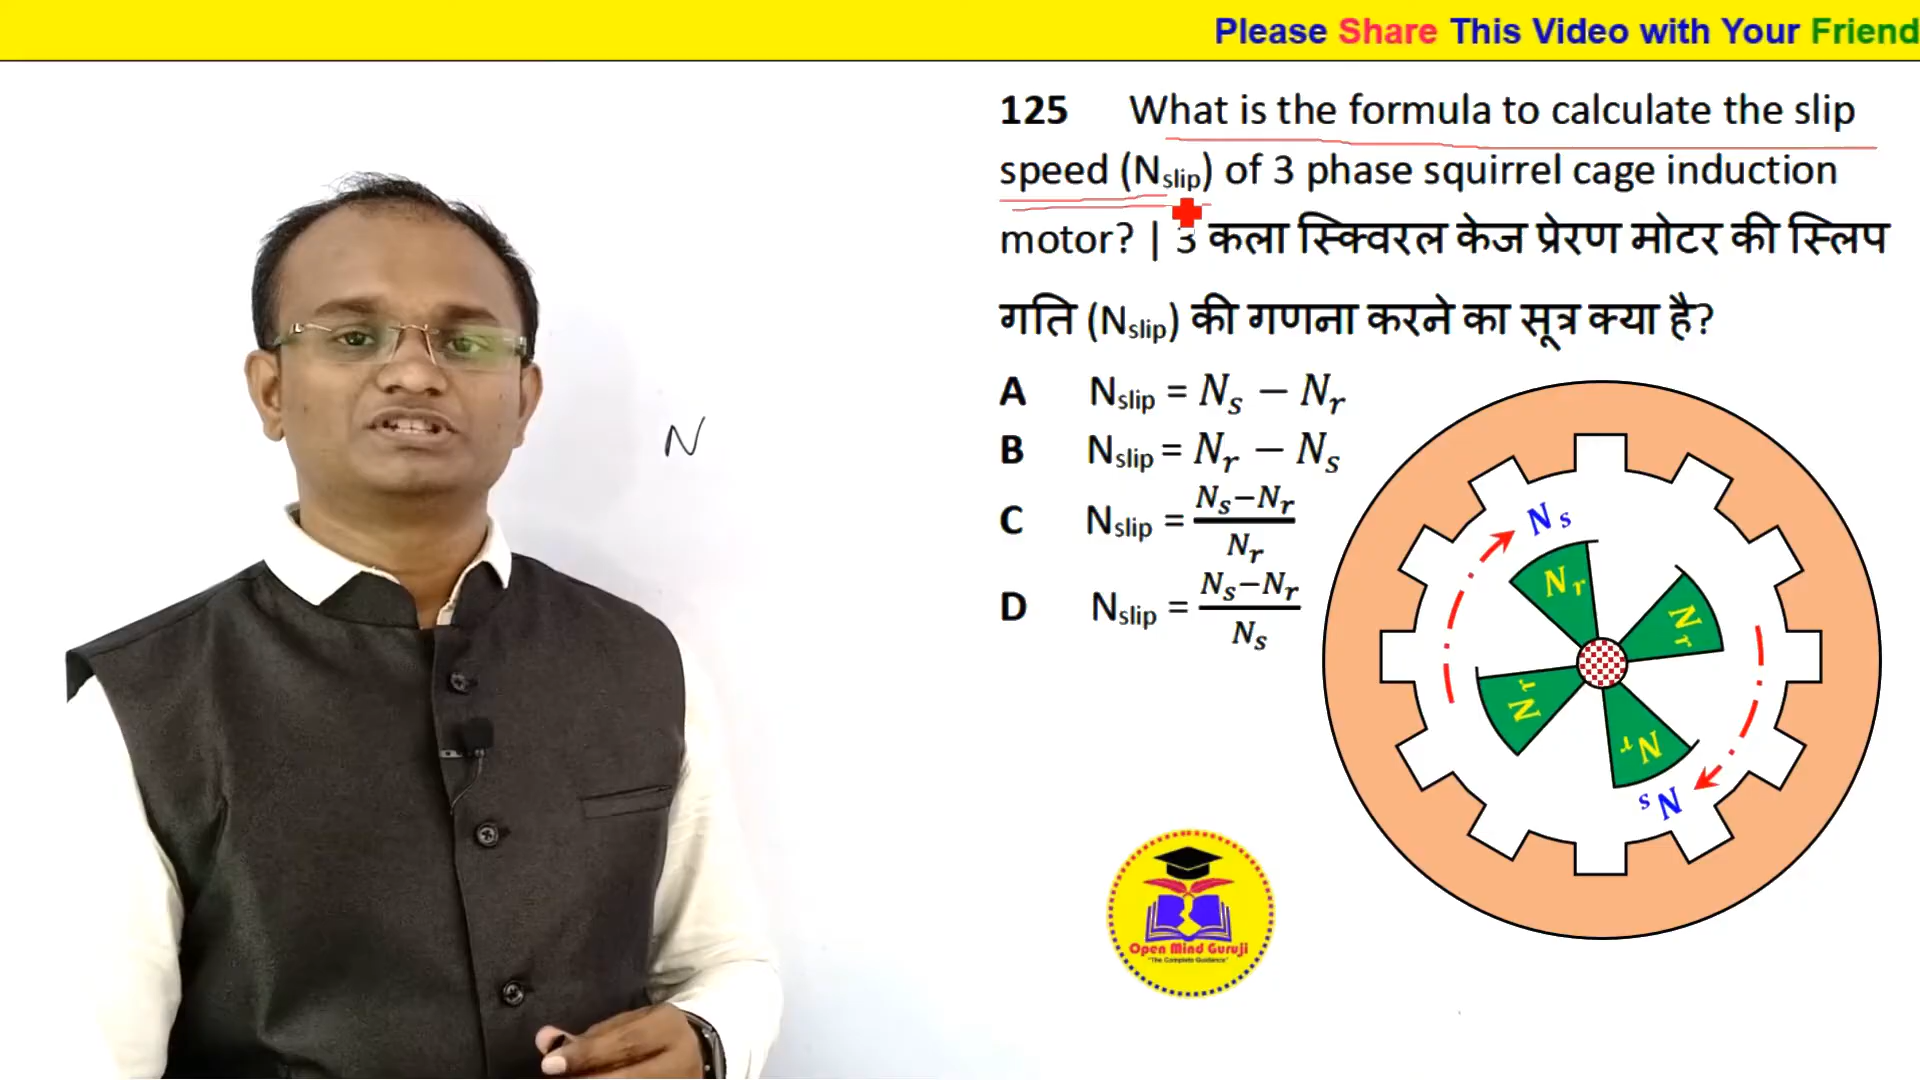 Please Share This Video with Your Friend
125 What is the formula to calculate the slip
speed (Nslip) of 3 phase squirrel cage induction
motor? | 3 कला स्क्विरल केज प्रेरण मोटर की स्लिप
गति (Nslip) की गणना करने का सूत्र क्या है?
A Nslip = Ns − Nr
B Nslip = Nr − Ns
C Nslip = (Ns−Nr)/Nr
D Nslip = (Ns−Nr)/Ns
N
Ns
Nr
Nr
Nr
Nr
Ns
Open Mind Guruji
"The Complete Guidance"